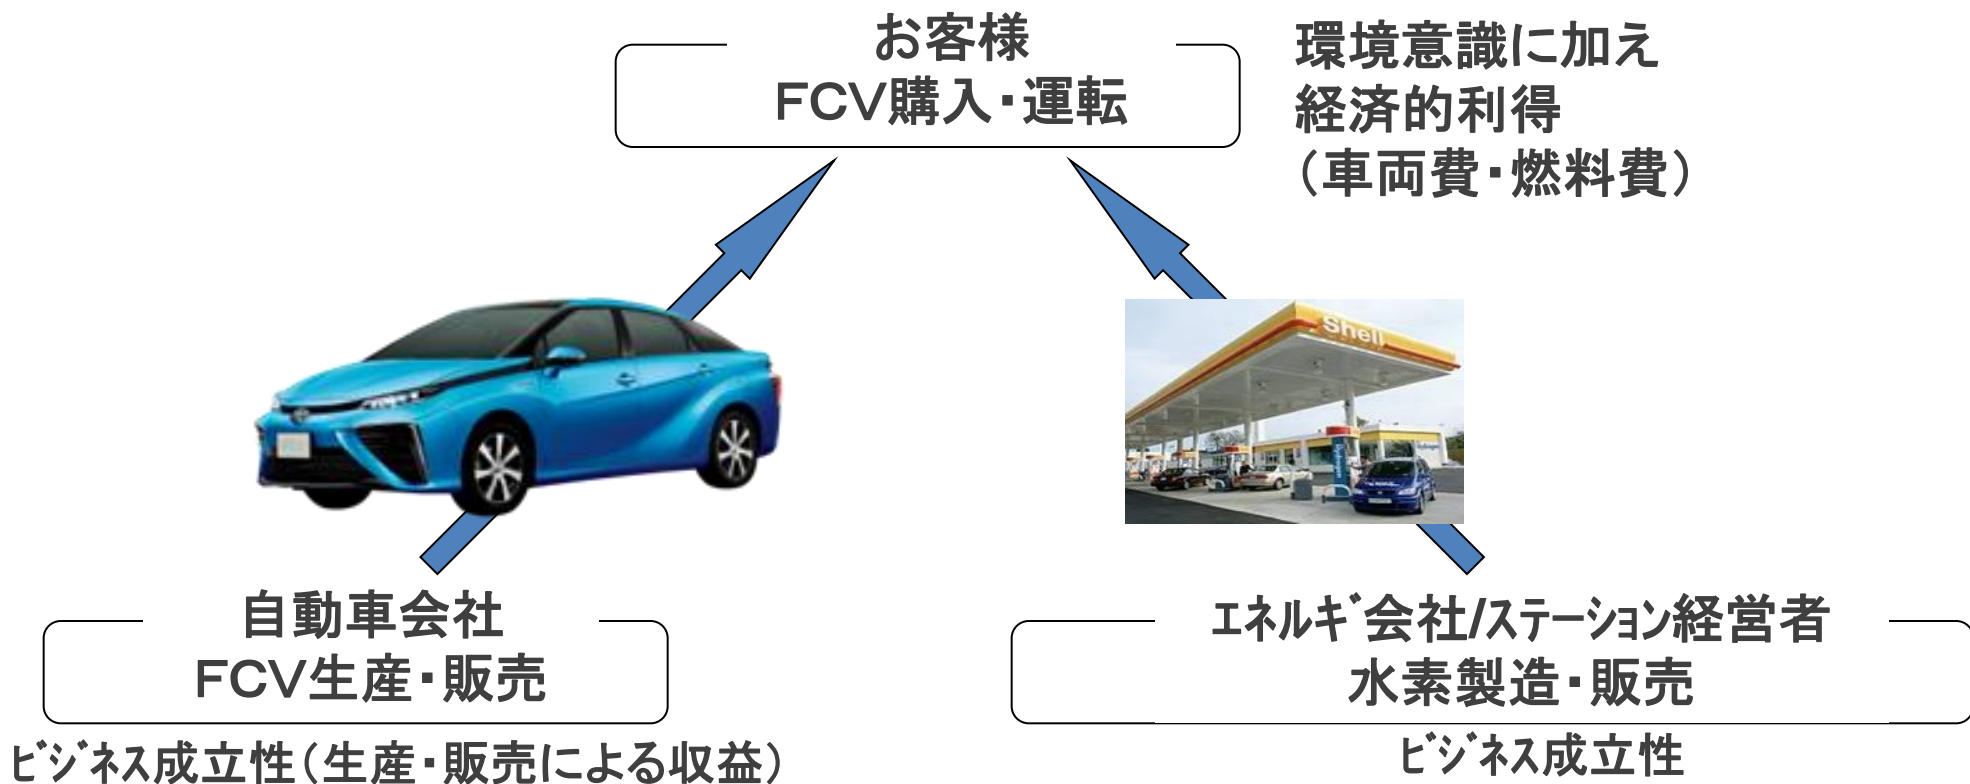 お客様
FCV購入・運転
環境意識に加え
経済的利得
(車両費・燃料費)
Shell
自動車会社
FCV生産・販売
ビジネス成立性(生産・販売による収益)
エネルギ会社/ステーション経営者
水素製造・販売
ビジネス成立性